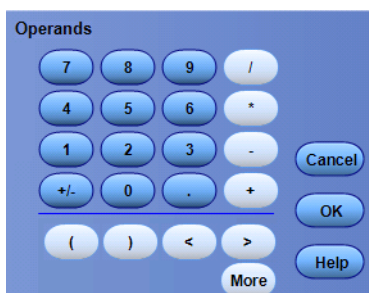 Operands
7 8 9 /
4 5 6 *
1 2 3 -
Cancel
+/- 0 . +
OK
( ) < >
Help
More